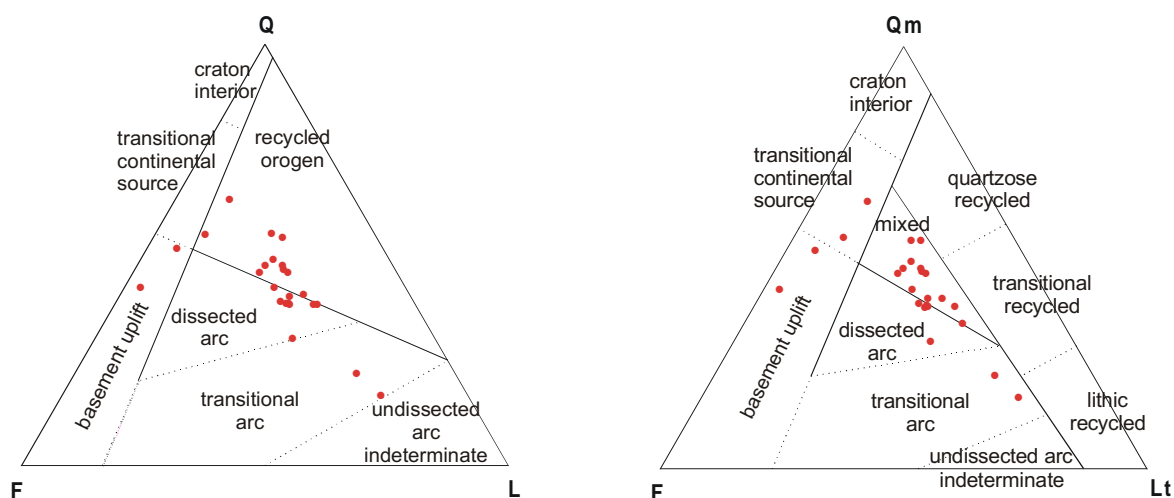 Q
craton
interior
transitional
continental
source
recycled
orogen
basement uplift
dissected
arc
transitional
arc
undissected
arc
indeterminate
F
L
Qm
craton
interior
transitional
continental
source
quartzose
recycled
mixed
transitional
recycled
basement uplift
dissected
arc
transitional
arc
lithic
recycled
undissected arc
indeterminate
F
Lt